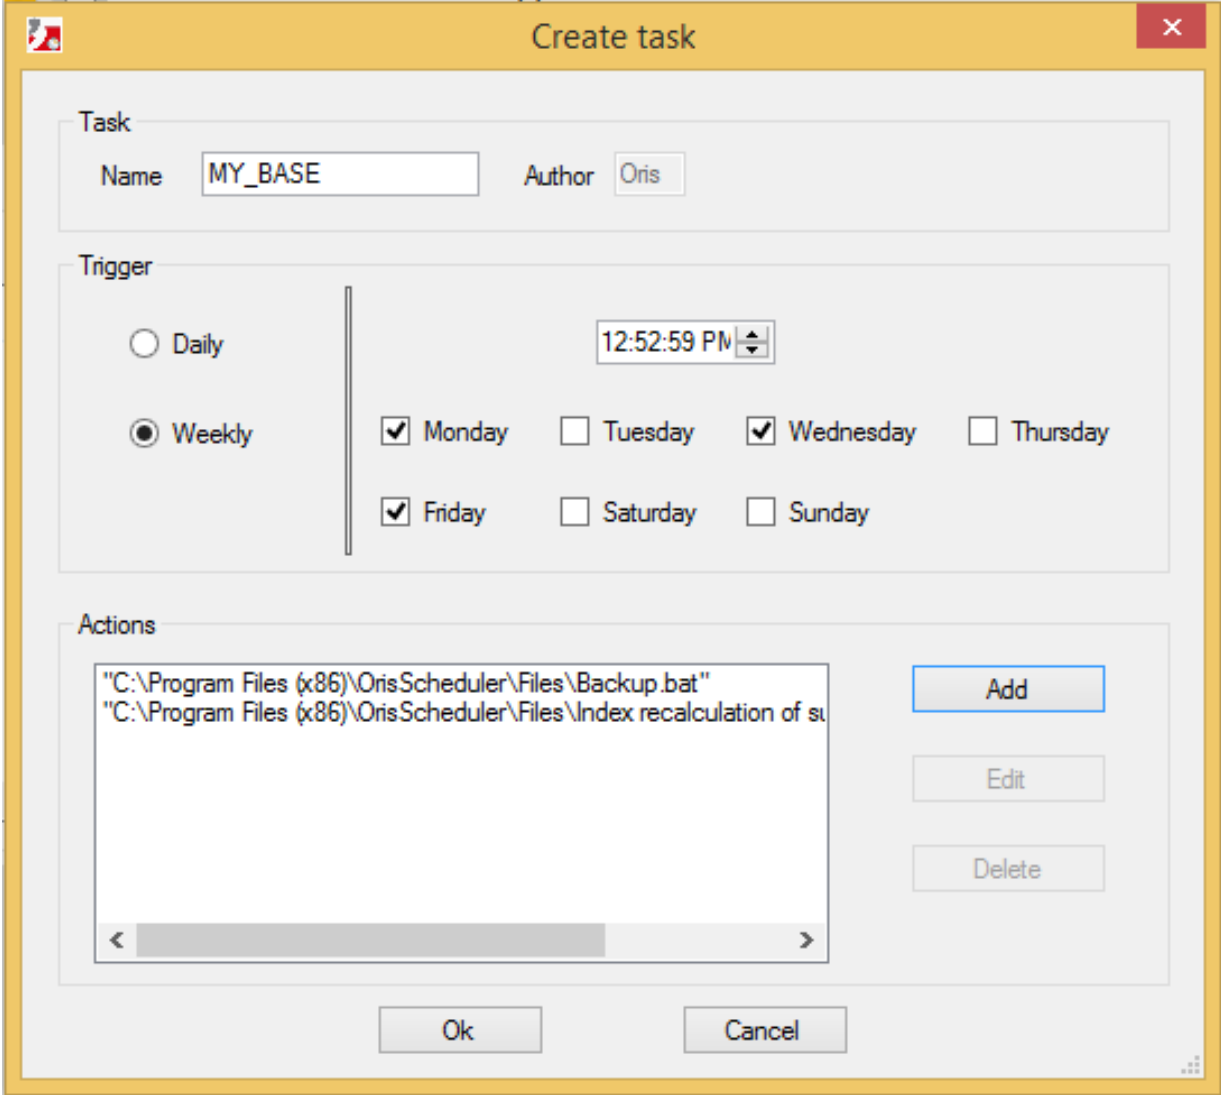 Create task
Task
Name MY_BASE Author Oris
Trigger
Daily 12:52:59 PM
Weekly Monday Tuesday Wednesday Thursday
Friday Saturday Sunday
Actions
"C:\Program Files (x86)\OrisScheduler\Files\Backup.bat"
"C:\Program Files (x86)\OrisScheduler\Files\Index recalculation of
Add
Edit
Delete
Ok Cancel